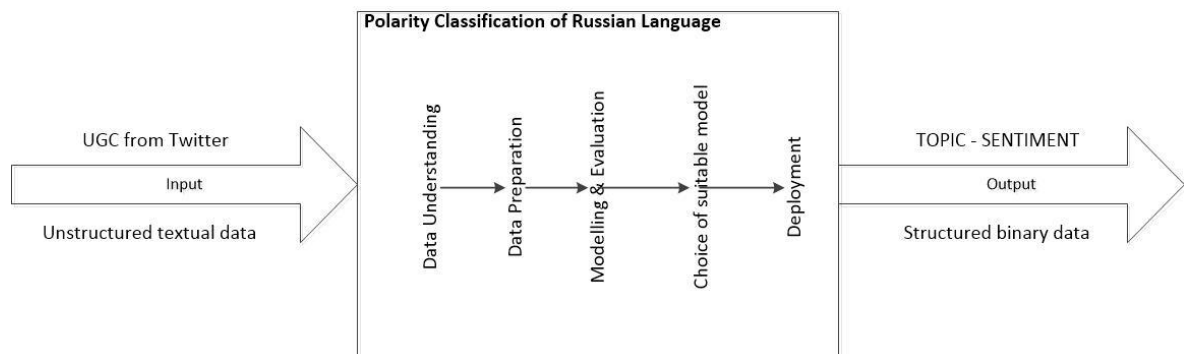 Polarity Classification of Russian Language
UGC from Twitter
Input
Unstructured textual data
Data Understanding
Data Preparation
Modelling & Evaluation
Choice of suitable model
Deployment
TOPIC - SENTIMENT
Output
Structured binary data